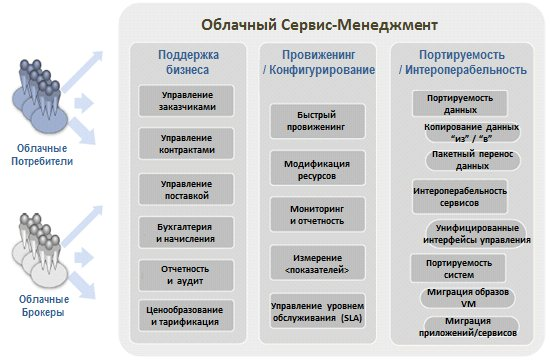 Облачный Сервис-Менеджмент
Облачные
Потребители
Облачные
Брокеры
Поддержка
бизнеса
Управление
заказчиками
Управление
контрактами
Управление
поставкой
Бухгалтерия
и начисления
Отчетность
и аудит
Ценообразование
и тарификация
Провиженинг
/ Конфигурирование
Быстрый
провиженинг
Модификация
ресурсов
Мониторинг
и отчетность
Измерение
<показателей>
Управление уровнем
обслуживания (SLA)
Портируемость
/ Интероперабельность
Портируемость
данных
Копирование данных
"из" / "в"
Пакетный перенос
данных
Интероперабельность
сервисов
Унифицированные
интерфейсы управления
Портируемость
систем
Миграция образов
VM
Миграция
приложений/сервисов